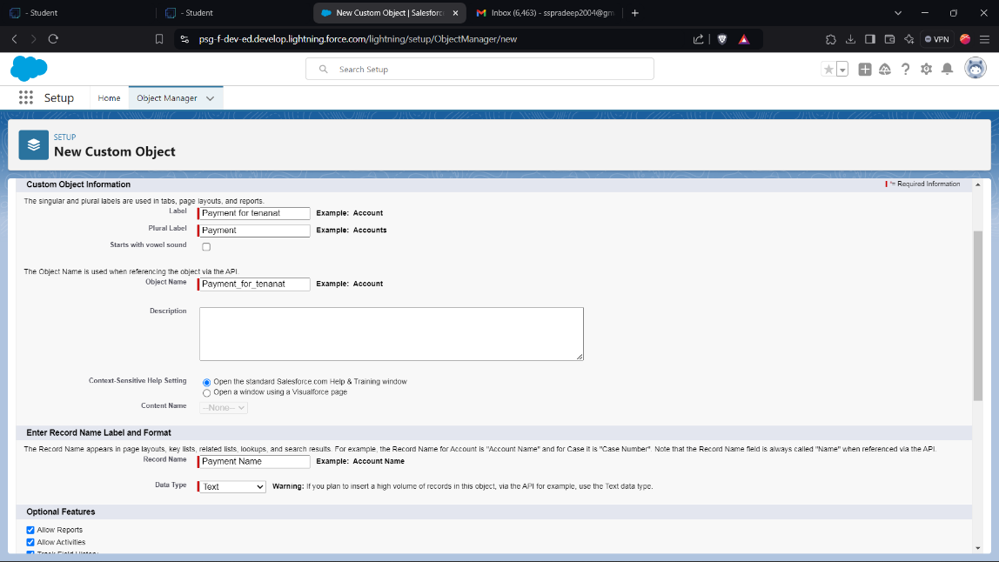 - Student
- Student
New Custom Object | Salesforc
Inbox (6,463) - sspradeep2004@gm
psg-f-dev-ed.develop.lightning.force.com/lightning/setup/ObjectManager/new
VPN
Search Setup
Setup
Home
Object Manager
SETUP
New Custom Object
Custom Object Information
= Required Information
The singular and plural labels are used in tabs, page layouts, and reports.
Label
Payment for tenanat
Example: Account
Plural Label
Payment
Example: Accounts
Starts with vowel sound
The Object Name is used when referencing the object via the API.
Object Name
Payment_for_tenanat
Example: Account
Description
Context-Sensitive Help Setting
Open the standard Salesforce.com Help & Training window
Open a window using a Visualforce page
Content Name
--None--
Enter Record Name Label and Format
The Record Name appears in page layouts, key lists, related lists, lookups, and search results. For example, the Record Name for Account is "Account Name" and for Case it is "Case Number". Note that the Record Name field is always called "Name" when referenced via the API.
Record Name
Payment Name
Example: Account Name
Data Type
Text
Warning: If you plan to insert a high volume of records in this object, via the API for example, use the Text data type.
Optional Features
Allow Reports
Allow Activities
Track Field History